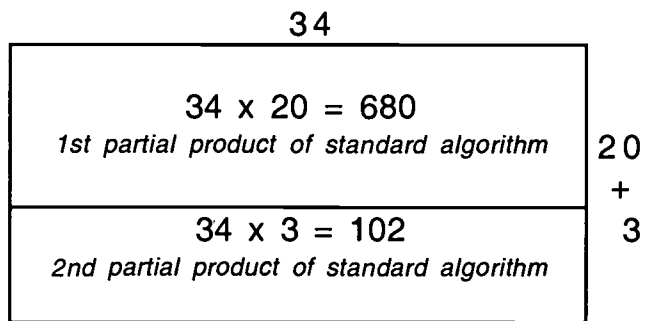 34
34 x 20 = 680
1st partial product of standard algorithm
20
+
34 x 3 = 102
3
2nd partial product of standard algorithm